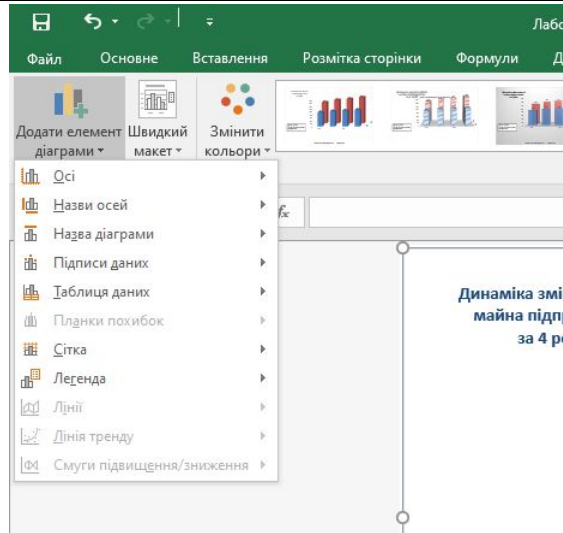 Лабо
Файл Основне Вставлення Розмітка сторінки Формули Д
Додати елемент діаграми
Швидкий макет
Змінити кольори
Осі
Назви осей
Назва діаграми
Підписи даних
Таблиця даних
Планки похибок
Сітка
Легенда
Лінії
Лінія тренду
Смуги підвищення/зниження
fx
Динаміка змі
майна підпр
за 4 р